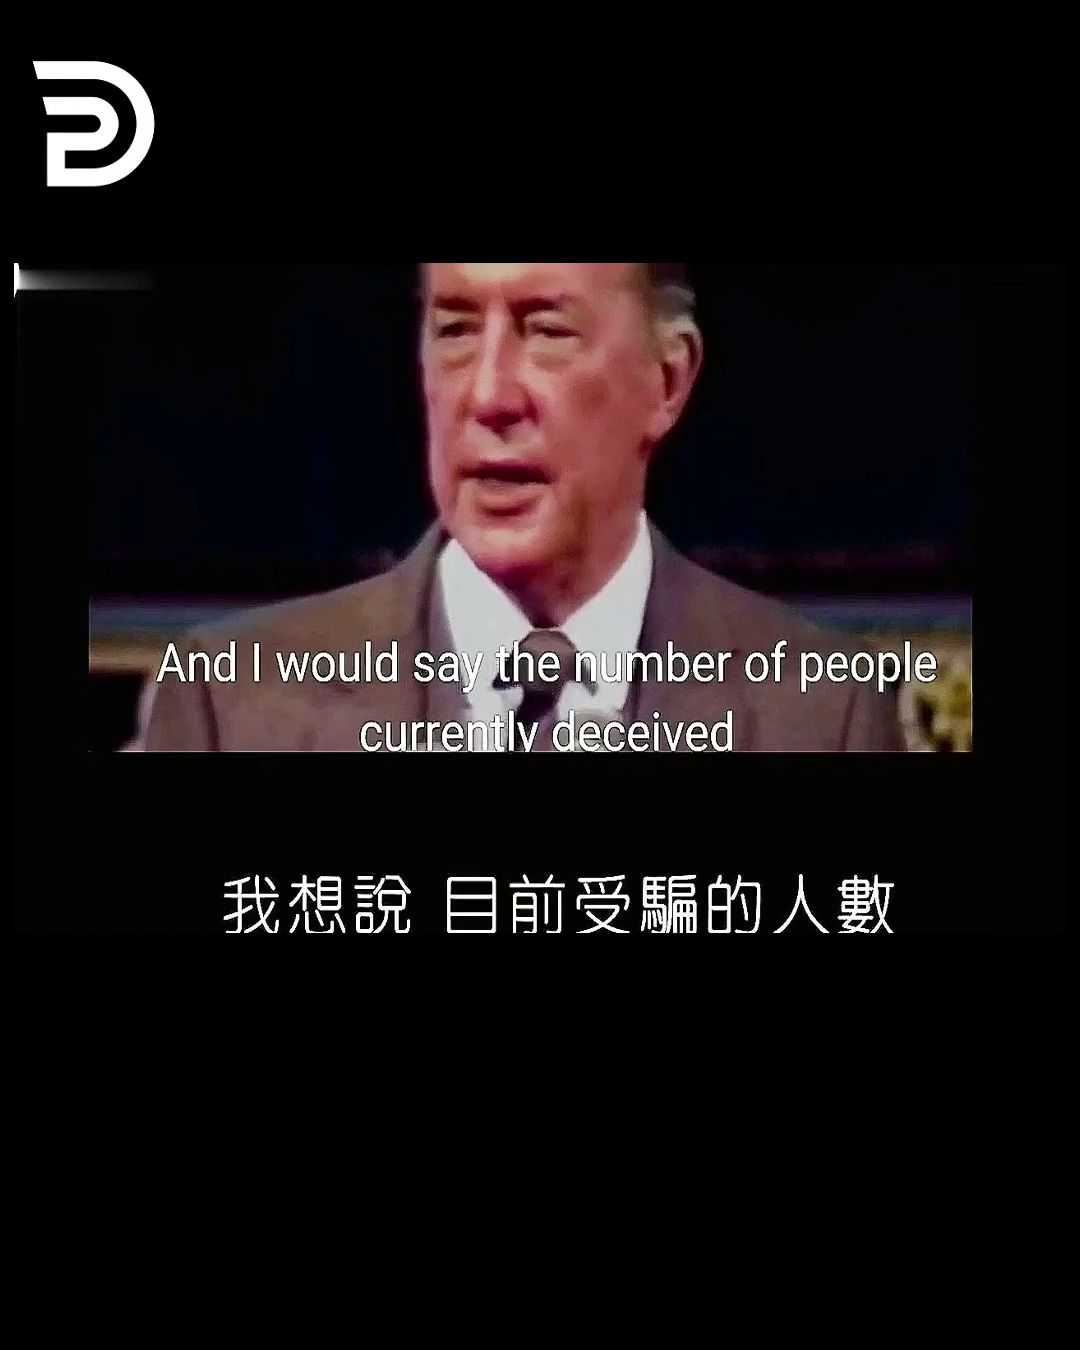 And I would say the number of people
currently deceived
我想說 目前受騙的人數